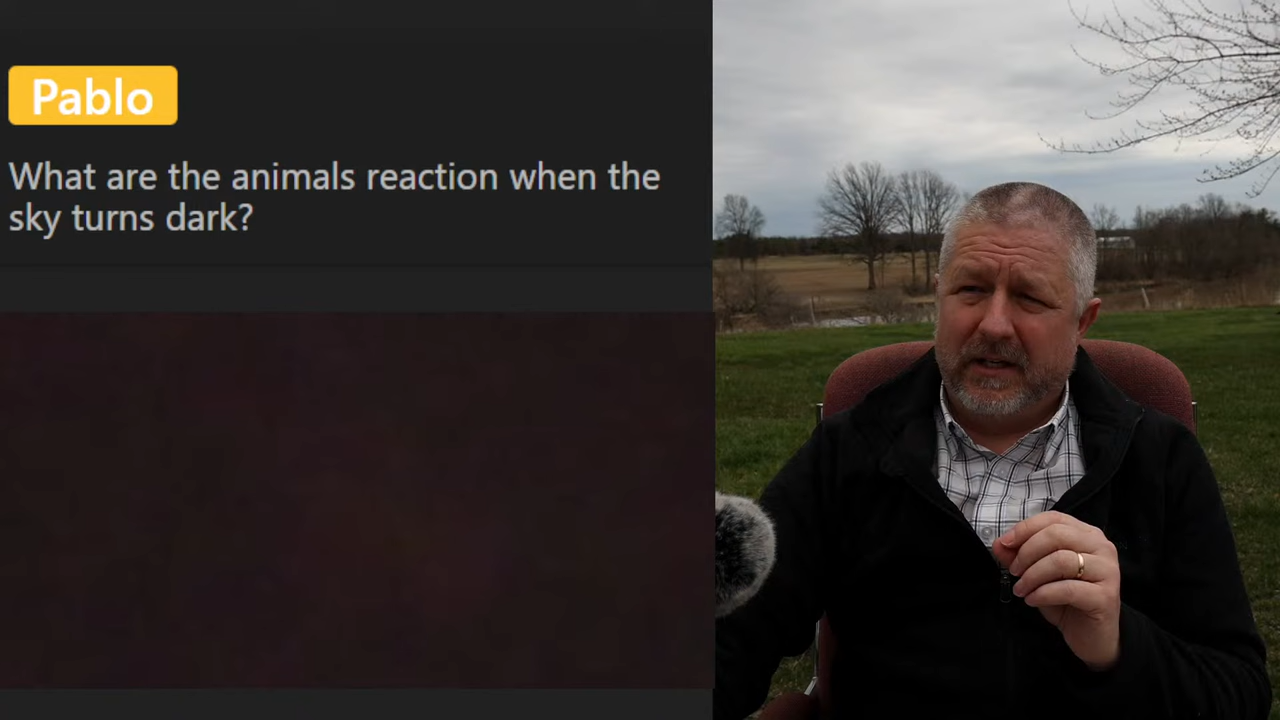 Pablo
What are the animals reaction when the
sky turns dark?